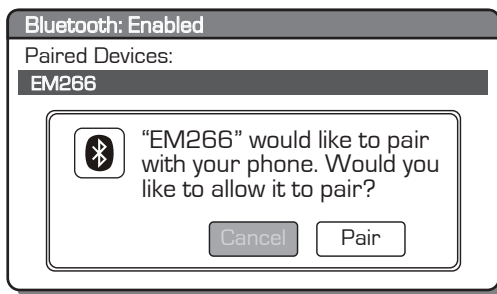 Bluetooth: Enabled
Paired Devices:
EM266
“EM266” would like to pair
with your phone. Would you
like to allow it to pair?
Cancel Pair